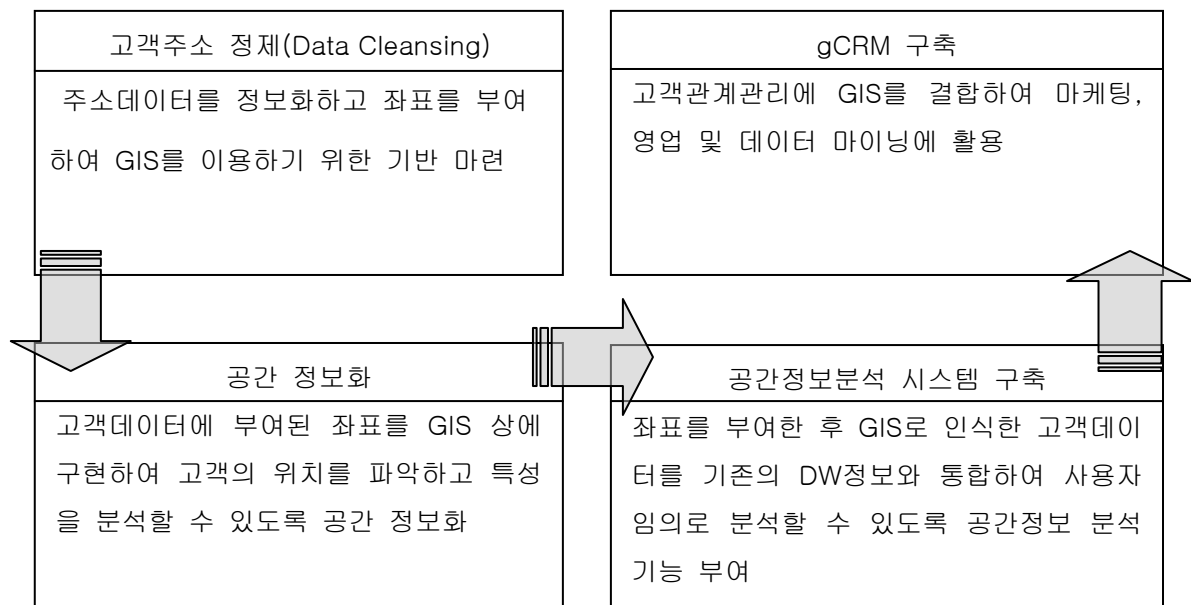 고객주소 정제(Data Cleansing)
주소데이터를 정보화하고 좌표를 부여
하여 GIS를 이용하기 위한 기반 마련
gCRM 구축
고객관계관리에 GIS를 결합하여 마케팅,
영업 및 데이터 마이닝에 활용
공간 정보화
고객데이터에 부여된 좌표를 GIS 상에
구현하여 고객의 위치를 파악하고 특성
을 분석할 수 있도록 공간 정보화
공간정보분석 시스템 구축
좌표를 부여한 후 GIS로 인식한 고객데이
터를 기존의 DW정보와 통합하여 사용자
임의로 분석할 수 있도록 공간정보 분석
기능 부여